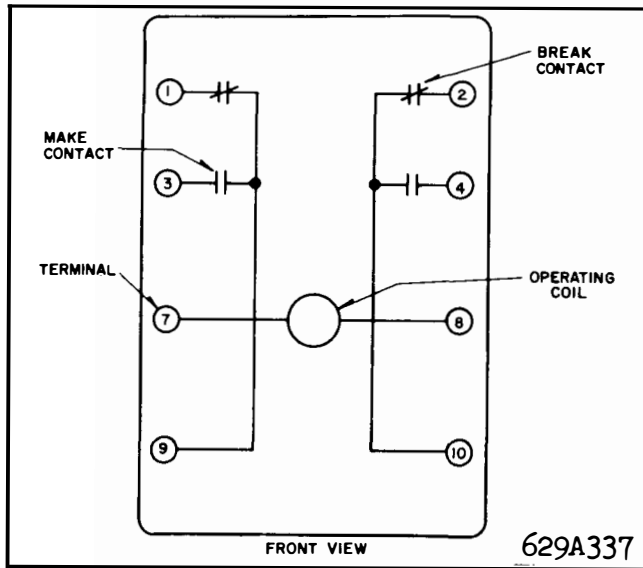 BREAK
CONTACT
1
2
MAKE
CONTACT
3
4
TERMINAL
OPERATING
COIL
7
8
9
10
FRONT VIEW
629A337